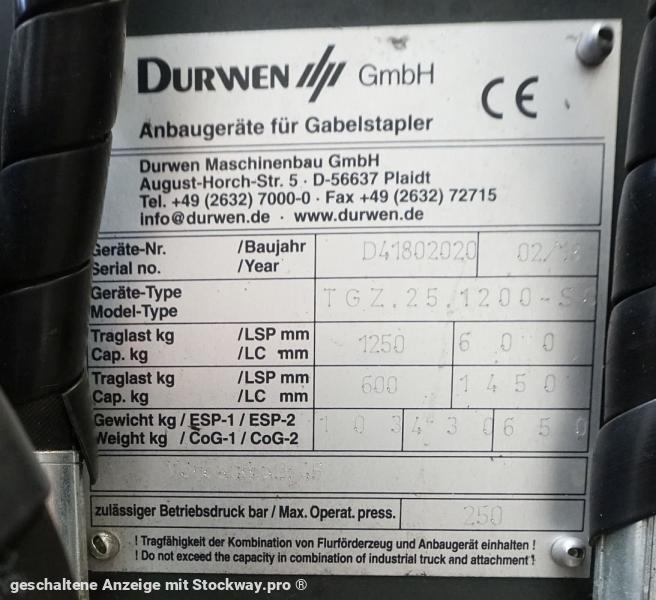 DURWEN GmbH
CE
Anbaugeräte für Gabelstapler
Durwen Maschinenbau GmbH
August-Horch-Str. 5 · D-56637 Plaidt
Tel. +49 (2632) 7000-0 · Fax +49 (2632) 72715
info@durwen.de · www.durwen.de
Geräte-Nr. /Baujahr D41802020
Serial no. /Year
Geräte-Type
Model-Type
Traglast kg /LSP mm 1250 600
Cap. kg /LC mm
Traglast kg /LSP mm 600 1450
Cap. kg /LC mm
Gewicht kg / ESP-1 / ESP-2
Weight kg / CoG-1 / CoG-2
zulässiger Betriebsdruck bar / Max. Operat. press. 250
! Tragfähigkeit der Kombination von Flurförderzeug und Anbaugerät einhalten !
! Do not exceed the capacity in combination of industrial truck and attachment !
geschaltene Anzeige mit Stockway.pro ®